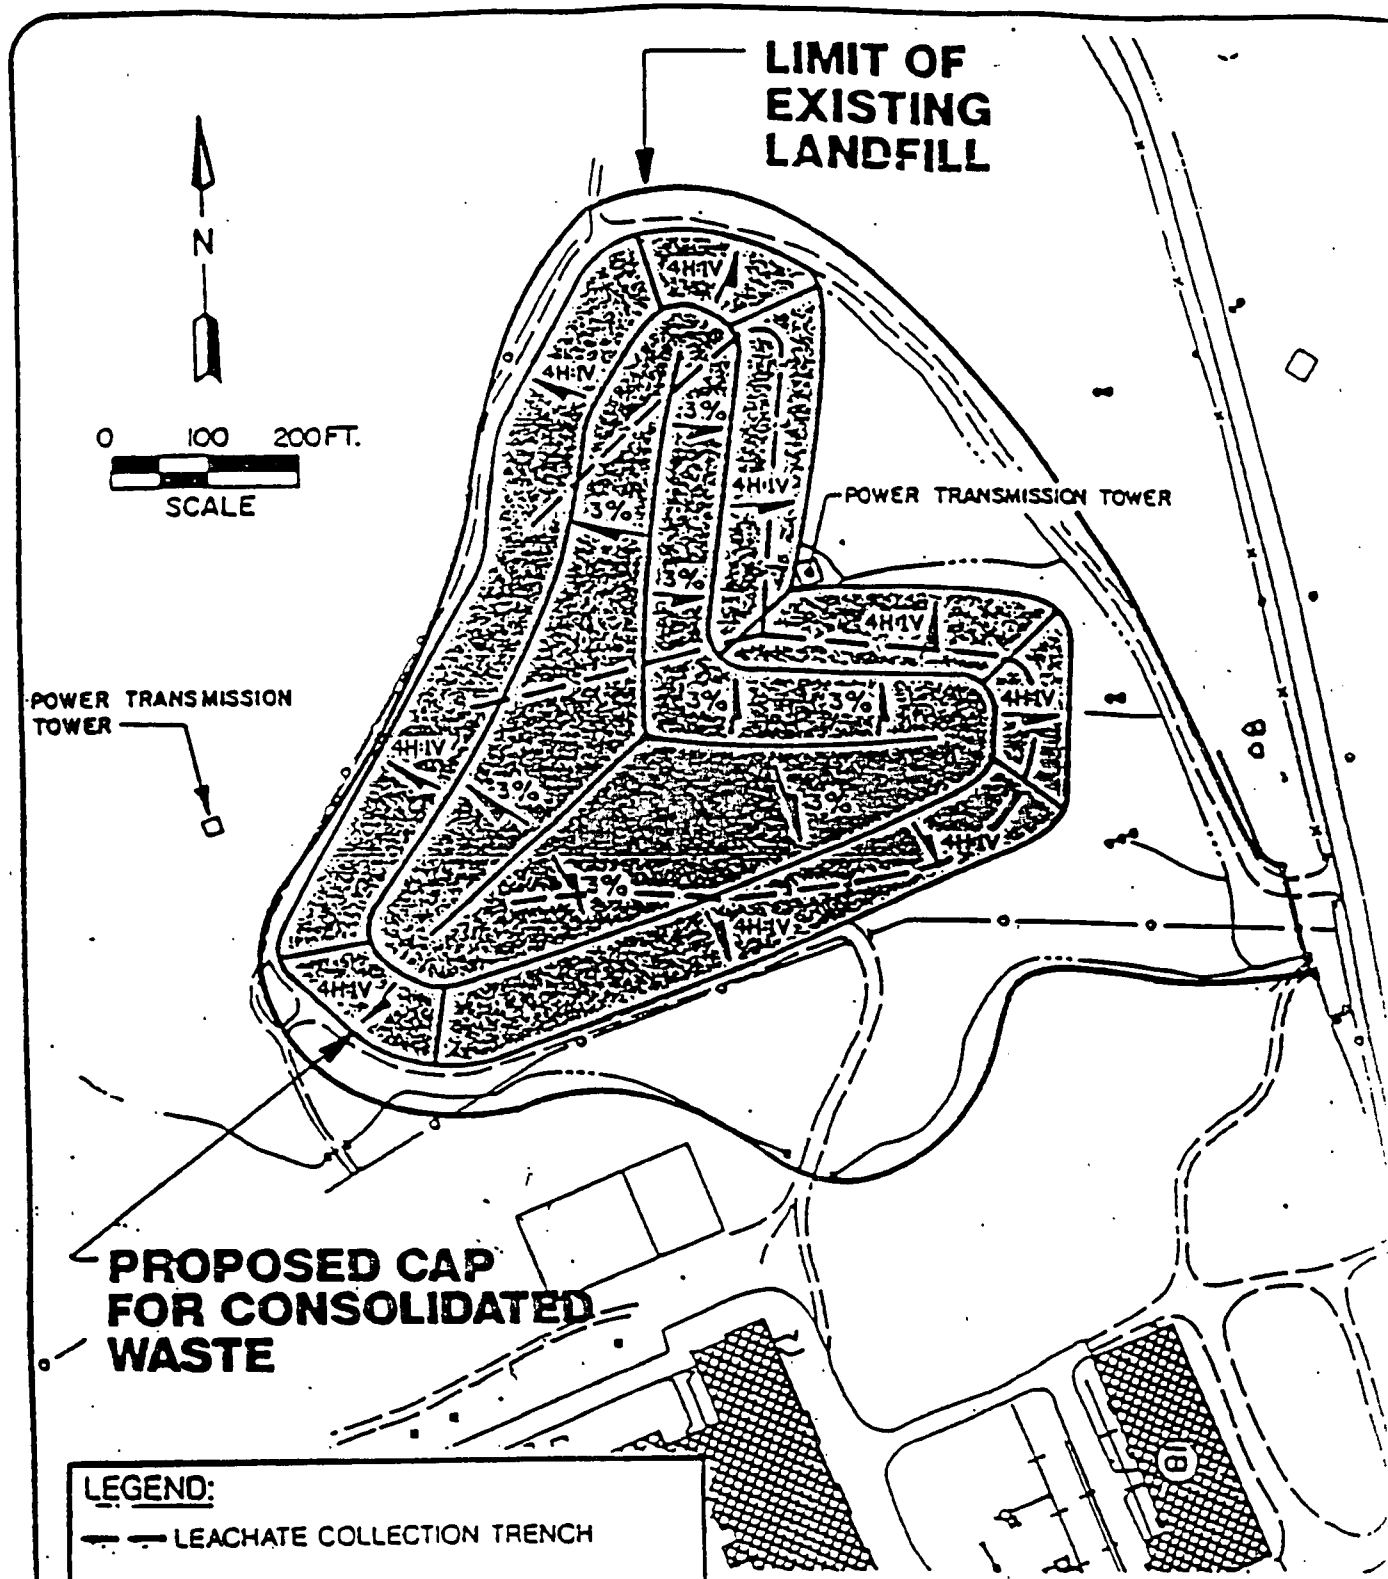 LIMIT OF
EXISTING
LANDFILL
N
0 100 200FT.
SCALE
4H:1V
4H:1V
3%
4H:1V
3%
3%
POWER TRANSMISSION TOWER
4H:1V
3%
3%
4H:1V
POWER TRANSMISSION
TOWER
4H:1V
3%
3%
4H:1V
3%
4H:1V
4H:1V
PROPOSED CAP
FOR CONSOLIDATED
WASTE
LEGEND:
LEACHATE COLLECTION TRENCH